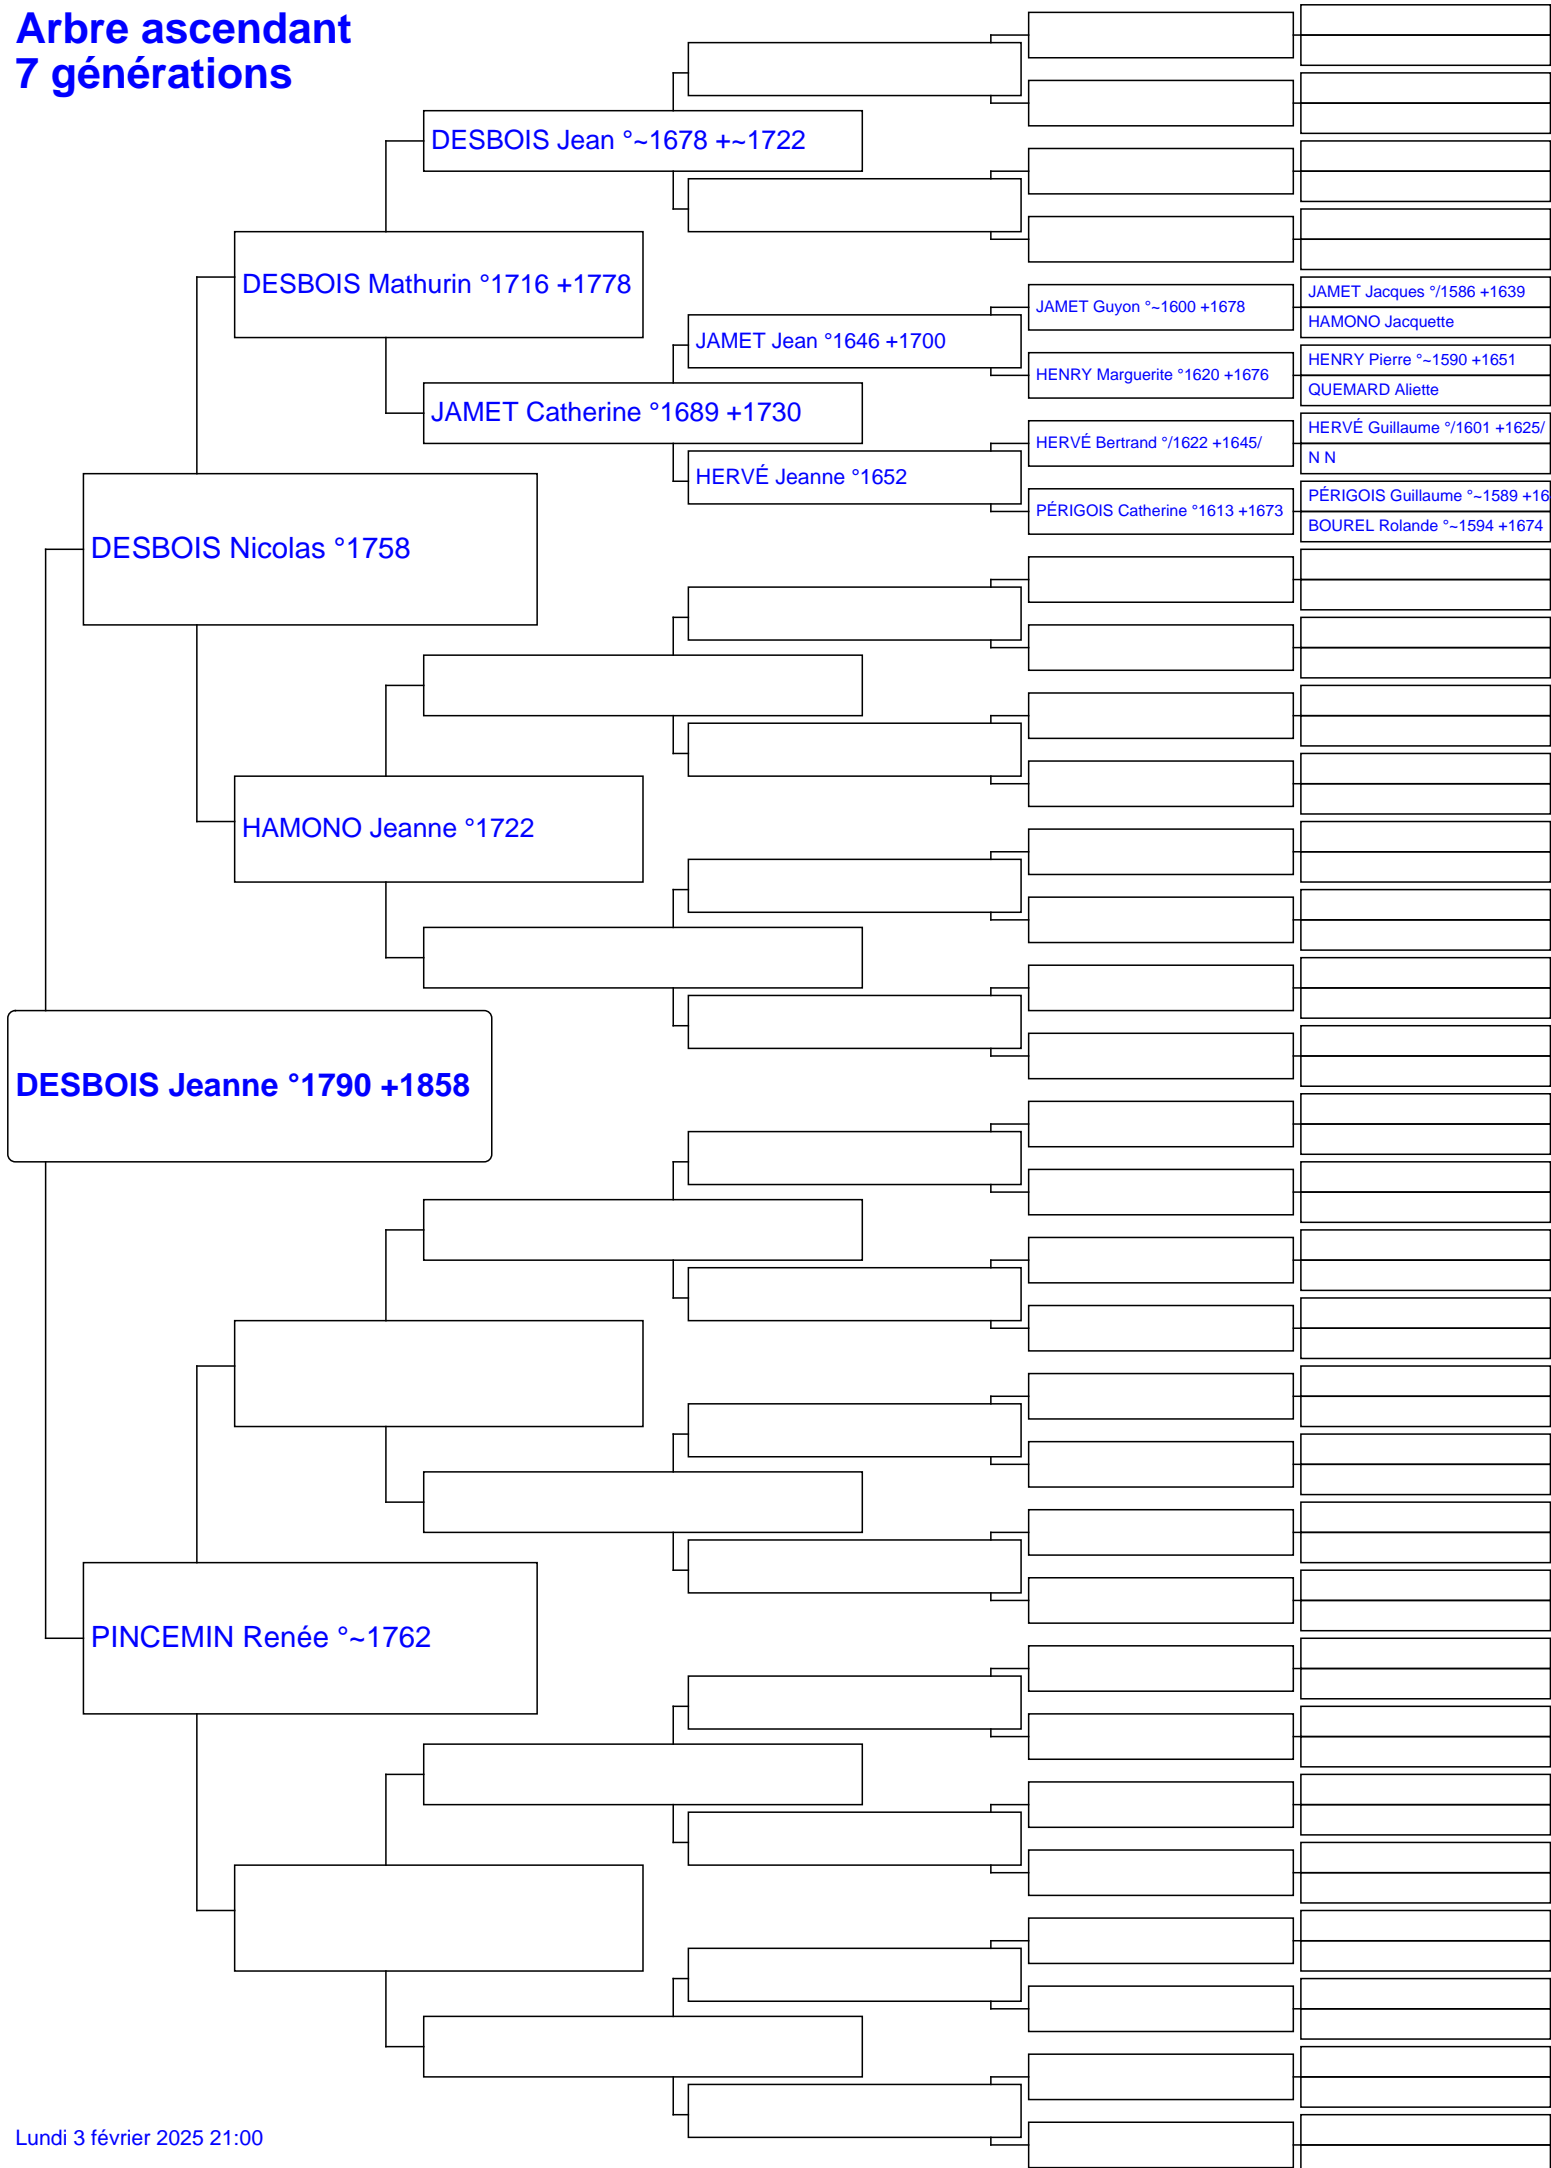 Arbre ascendant
7 générations
DESBOIS Jean °~1678 +~1722
DESBOIS Mathurin °1716 +1778
JAMET Jacques °/1586 +1639
JAMET Guyon °~1600 +1678
HAMONO Jacquette
JAMET Jean °1646 +1700
HENRY Pierre °~1590 +1651
HENRY Marguerite °1620 +1676
QUEMARD Aliette
JAMET Catherine °1689 +1730
HERVÉ Guillaume °/1601 +1625/
HERVÉ Bertrand °/1622 +1645/
N N
HERVÉ Jeanne °1652
PÉRIGOIS Guillaume °~1589 +16
PÉRIGOIS Catherine °1613 +1673
BOUREL Rolande °~1594 +1674
DESBOIS Nicolas °1758
HAMONO Jeanne °1722
DESBOIS Jeanne °1790 +1858
PINCEMIN Renée °~1762
Lundi 3 février 2025 21:00